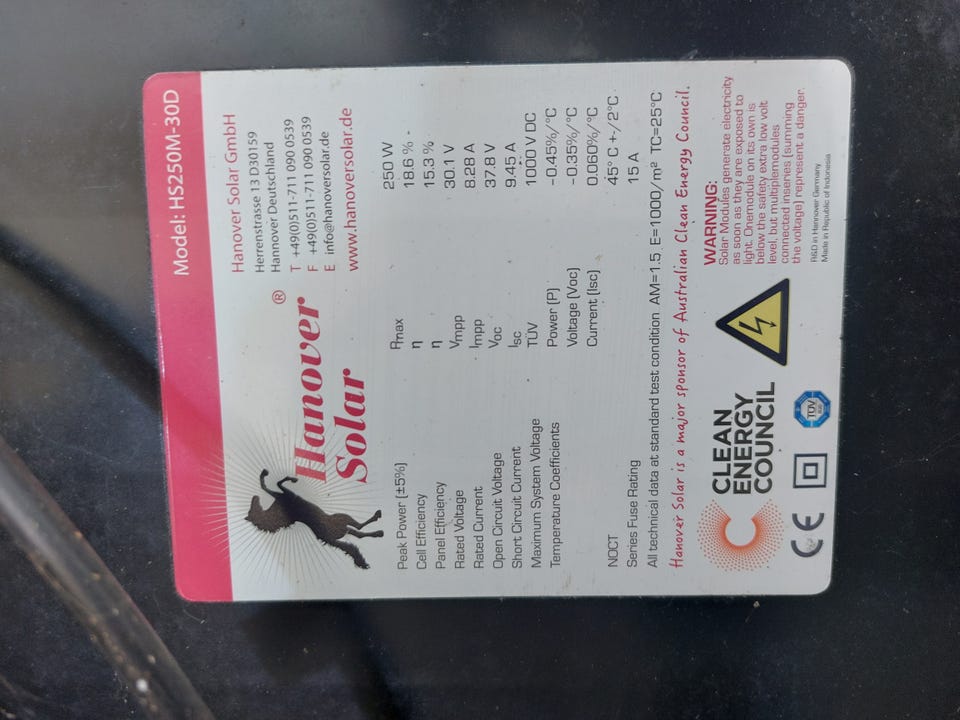 Model: HS250M-30D
Hanover
Solar
®
Hanover Solar GmbH
Herrenstrasse 13 D30159
Hannover Deutschland
T +49(0)511-711 090 0539
F +49(0)511-711 090 0539
E info@hanoversolar.de
www.hanoversolar.de
Peak Power (±5%) Pmax 250 W
Cell Efficiency η 18.6 %
Panel Efficiency η 15.3 %
Rated Voltage Vmpp 30.1 V
Rated Current Impp 8.28 A
Open Circuit Voltage Voc 37.8 V
Short Circuit Current Isc 9.45 A
Maximum System Voltage TÜV 1000 V DC
Temperature Coefficients Power (P) -0.45%/°C
Voltage (Voc) -0.35%/°C
Current (Isc) 0.060%/°C
NOCT 45° C +-/2°C
Series Fuse Rating 15 A
All technical data at standard test condition AM=1.5 E=1000/m² TC=25°C
Hanover Solar is a major sponsor of Australian Clean Energy Council.
CLEAN
ENERGY
COUNCIL
CE
TÜV
WARNING:
Solar Modules generate electricity
as soon as they are exposed to
light. Onemodule on its own is
below the safety extra low volt
level, but multiplemodules
connected inseries (summing
the voltage) represent a danger.
R&D in Hannover Germany
Made in Republic of Indonesia